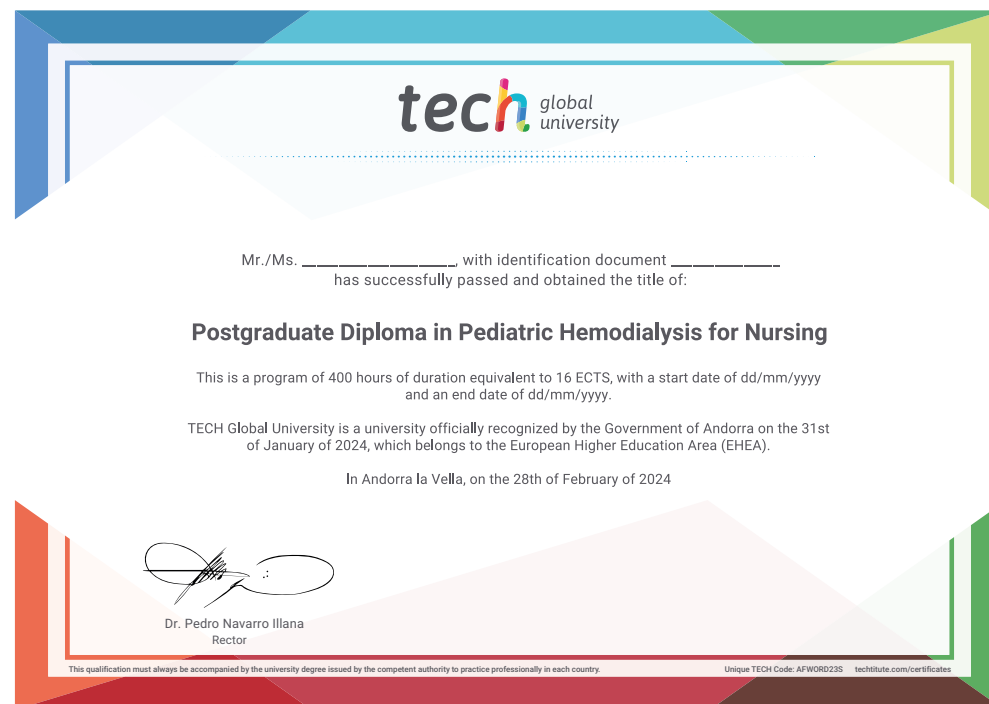 tech global
university
Mr./Ms. ____________________, with identification document ______________
has successfully passed and obtained the title of:
Postgraduate Diploma in Pediatric Hemodialysis for Nursing
This is a program of 400 hours of duration equivalent to 16 ECTS, with a start date of dd/mm/yyyy
and an end date of dd/mm/yyyy.
TECH Global University is a university officially recognized by the Government of Andorra on the 31st
of January of 2024, which belongs to the European Higher Education Area (EHEA).
In Andorra la Vella, on the 28th of February of 2024
Dr. Pedro Navarro Illana
Rector
This qualification must always be accompanied by the university degree issued by the competent authority to practice professionally in each country.
Unique TECH Code: AFWORD23S techtitute.com/certificates